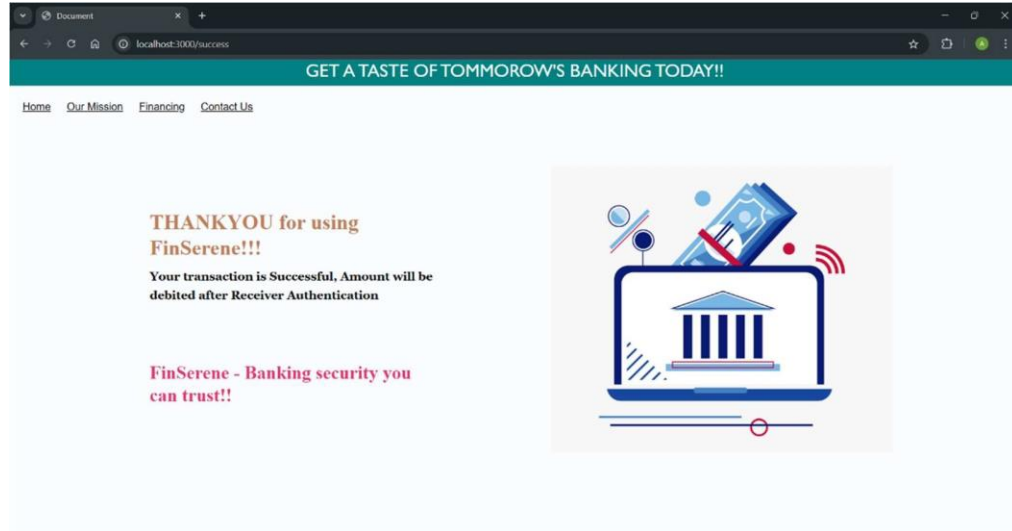 Document
localhost:3000/success
GET A TASTE OF TOMMOROW'S BANKING TODAY!!
Home Our Mission Financing Contact Us
THANKYOU for using
FinSerene!!!
Your transaction is Successful, Amount will be
debited after Receiver Authentication
FinSerene - Banking security you
can trust!!